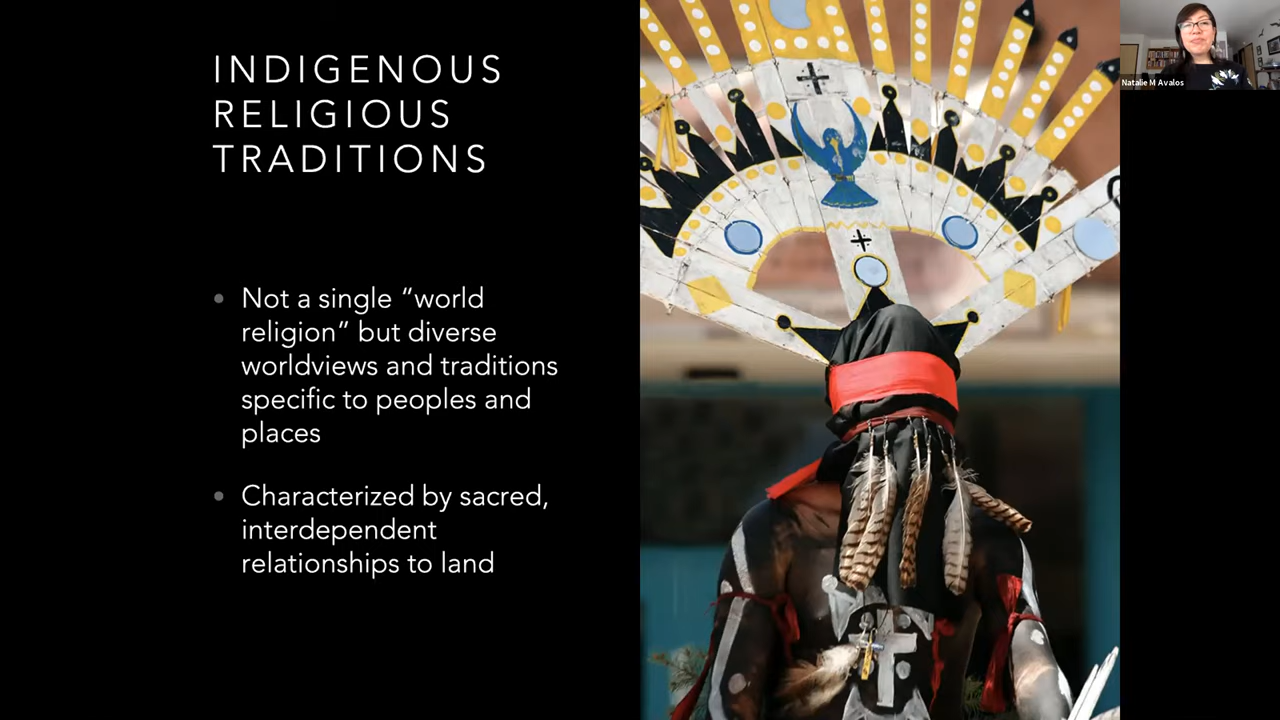 INDIGENOUS
RELIGIOUS
TRADITIONS
• Not a single “world
religion” but diverse
worldviews and traditions
specific to peoples and
places
• Characterized by sacred,
interdependent
relationships to land
Natalie M Avalos